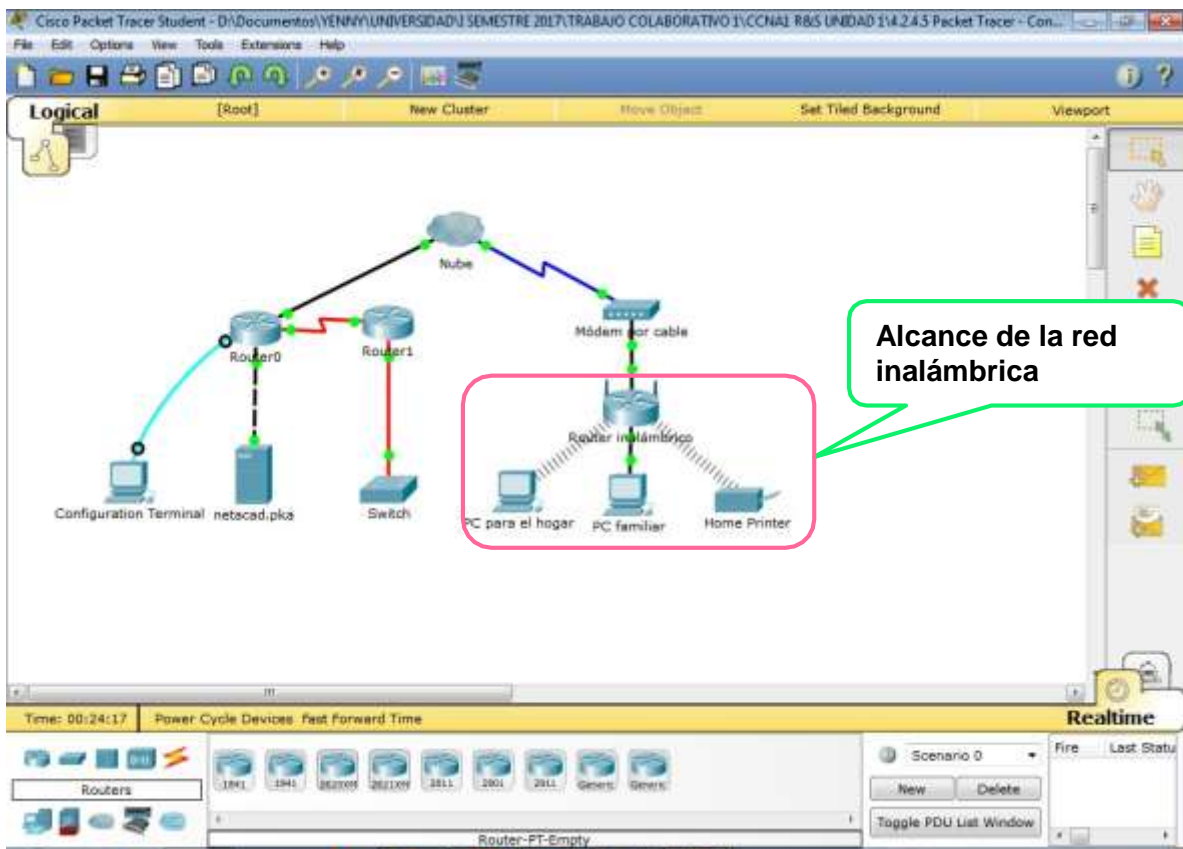 Cisco Packet Tracer Student - D:\Documentos\YENNY\UNIVERSIDAD\I SEMESTRE 2017\TRABAJO COLABORATIVO 1\CCNA1 R&S UNIDAD 1\4.2.4.5 Packet Tracer - Con...
File Edit Options View Tools Extensions Help
Logical [Root] New Cluster Move Object Set Tiled Background Viewport
Nube
Alcance de la red
inalámbrica
Módem por cable
Router0
Router1
Router inalámbrico
Configuration Terminal
netacad.pka
Switch
PC para el hogar
PC familiar
Home Printer
Time: 00:24:17 Power Cycle Devices Fast Forward Time Realtime
Scenario 0
Fire Last Statu
Routers
1841 1941 2620XM 2621XM 2811 2901 2911 Generic Generic
New Delete
Toggle PDU List Window
Router-PT-Empty